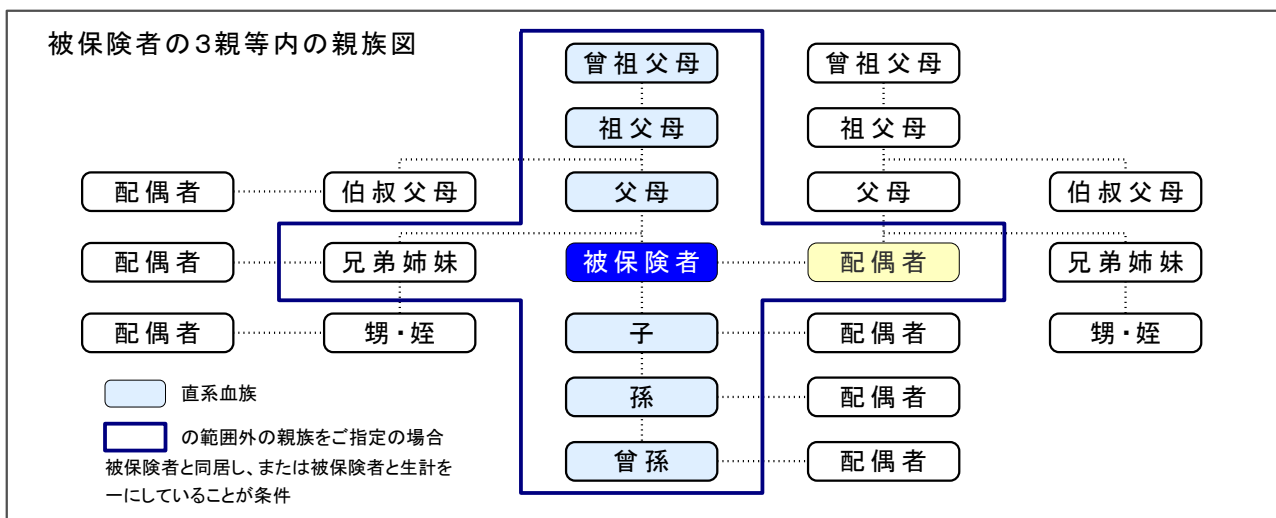 被保険者の3親等内の親族図
曾祖父母
曾祖父母
祖父母
祖父母
配偶者
伯叔父母
父母
父母
伯叔父母
配偶者
兄弟姉妹
被保険者
配偶者
兄弟姉妹
配偶者
甥・姪
子
配偶者
甥・姪
直系血族
孫
配偶者
の範囲外の親族をご指定の場合
被保険者と同居し、または被保険者と生計を
一にしていることが条件
曾孫
配偶者